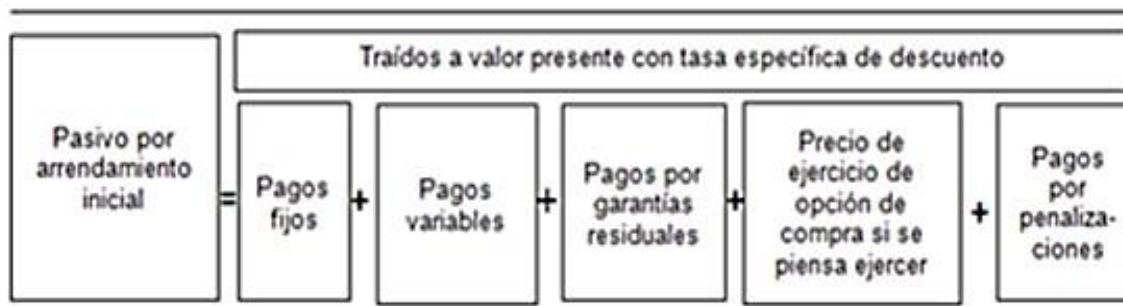 Traídos a valor presente con tasa específica de descuento
Pasivo por
arrendamiento
inicial
=
Pagos
fijos
+
Pagos
variables
+
Pagos por
garantías
residuales
+
Precio de
ejercicio de
opción de
compra si se
piensa ejercer
+
Pagos
por
penaliza-
ciones